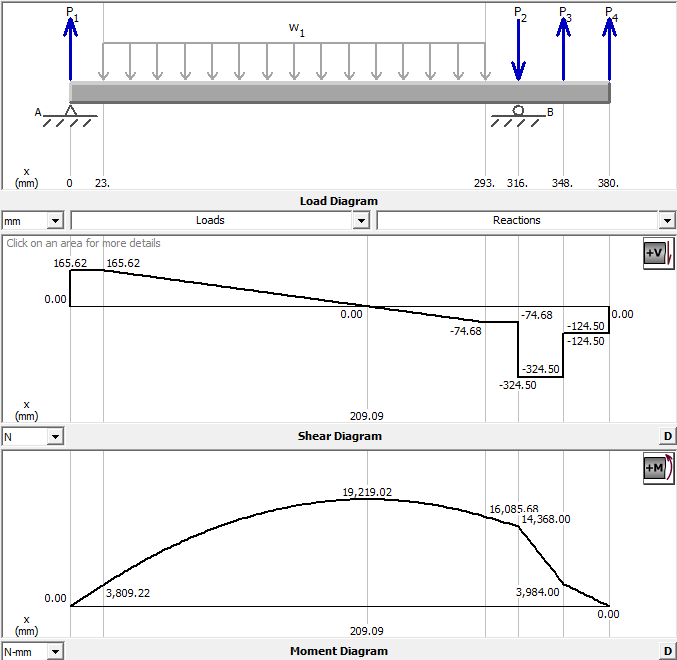 P1 P2 P3 P4
w1
A B
x
(mm) 0 23. 293. 316. 348. 380.
Load Diagram
mm Loads Reactions
Click on an area for more details
+V
165.62 165.62
0.00 0.00 -74.68 0.00
-74.68 -124.50
-124.50
-324.50
-324.50
x
(mm) 209.09
N Shear Diagram D
+M
19,219.02
16,085.68
14,368.00
3,809.22 3,984.00
0.00 0.00
x
(mm) 209.09
N-mm Moment Diagram D